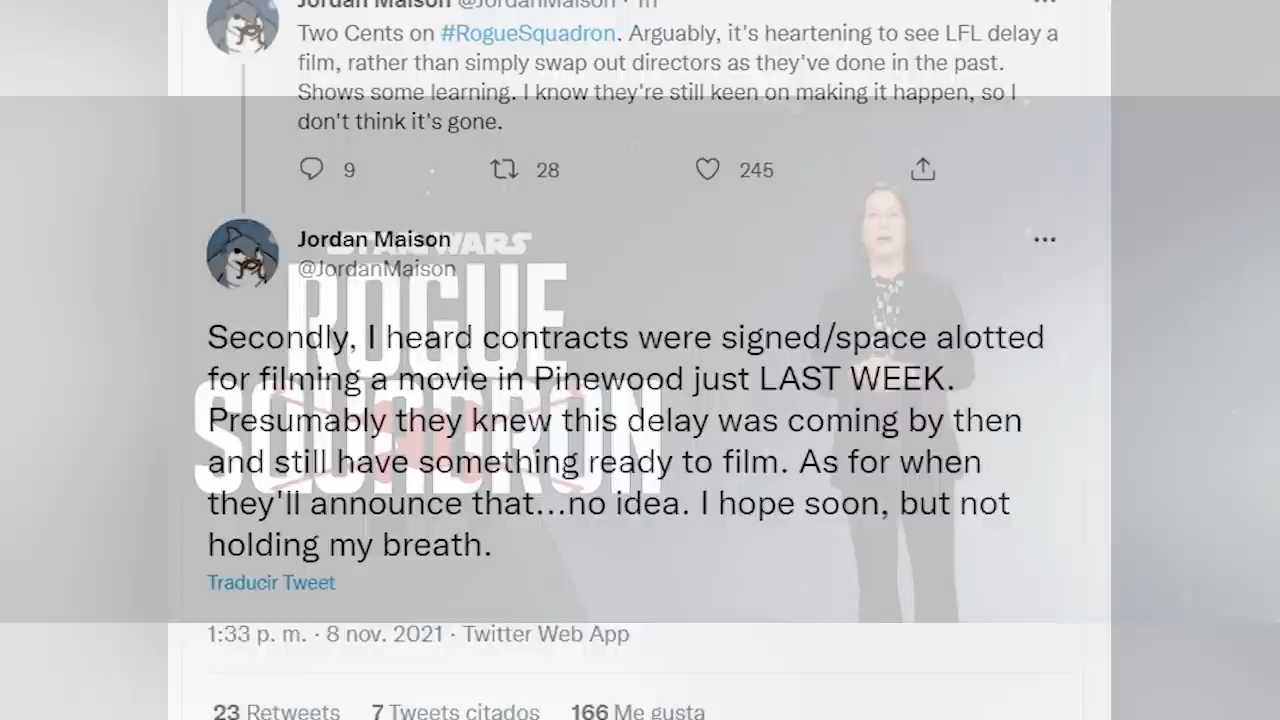 Jordan Maison @JordanMaison · 1h
Two Cents on #RogueSquadron. Arguably, it's heartening to see LFL delay a
film, rather than simply swap out directors as they've done in the past.
Shows some learning. I know they're still keen on making it happen, so I
don't think it's gone.
9 28 245
Jordan Maison
@JordanMaison
STAR WARS
ROGUE
SQUADRON
Secondly, I heard contracts were signed/space alotted
for filming a movie in Pinewood just LAST WEEK.
Presumably they knew this delay was coming by then
and still have something ready to film. As for when
they'll announce that...no idea. I hope soon, but not
holding my breath.
Traducir Tweet
1:33 p. m. · 8 nov. 2021 · Twitter Web App
23 Retweets 7 Tweets citados 166 Me gusta